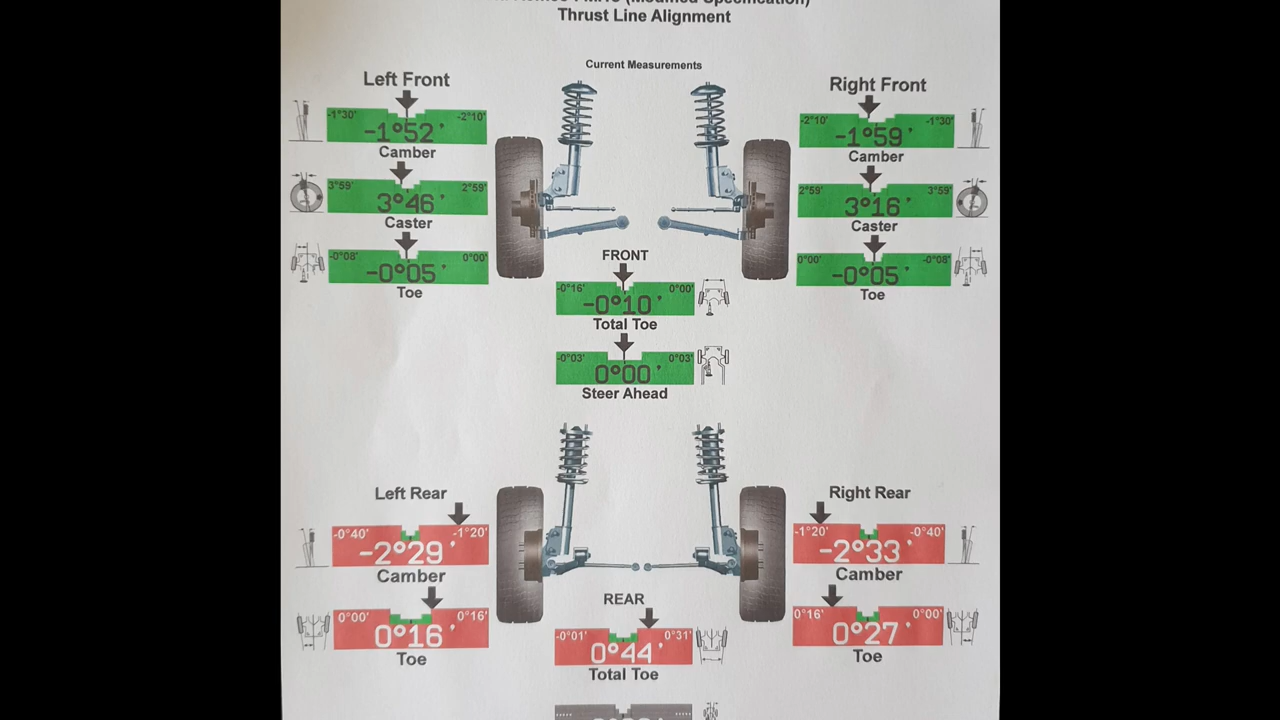 (Modified Specification)
Thrust Line Alignment
Current Measurements
Left Front
-1°30' -2°10'
-1°52'
Camber
3°59' 2°59'
3°46'
Caster
-0°08' 0°00'
-0°05'
Toe
Right Front
-2°10' -1°30'
-1°59'
Camber
2°59' 3°59'
3°16'
Caster
0°00' -0°08'
-0°05'
Toe
FRONT
-0°16' 0°00'
-0°10'
Total Toe
-0°03' 0°03'
0°00'
Steer Ahead
Left Rear
-0°40' -1°20'
-2°29'
Camber
0°00' 0°16'
0°16'
Toe
Right Rear
-1°20' -0°40'
-2°33'
Camber
0°16' 0°00'
0°27'
Toe
REAR
-0°01' 0°31'
0°44'
Total Toe